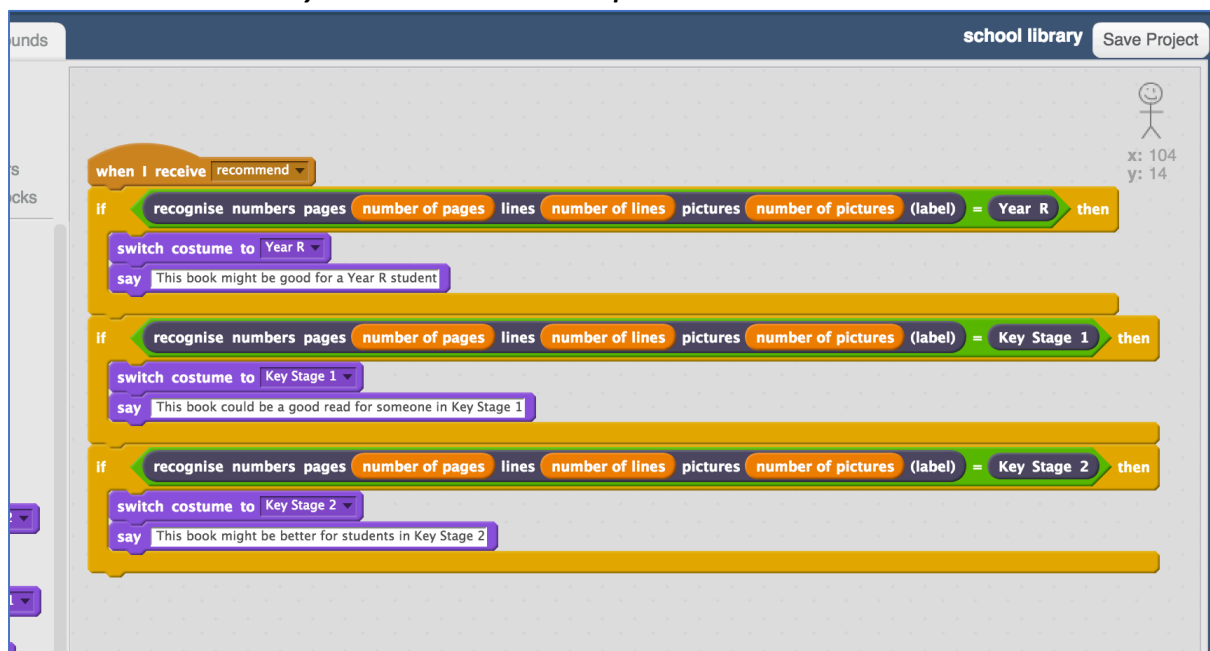 unds
school library Save Project
x: 104
y: 14
when I receive recommend
if recognise numbers pages number of pages lines number of lines pictures number of pictures (label) = Year R then
switch costume to Year R
say This book might be good for a Year R student
if recognise numbers pages number of pages lines number of lines pictures number of pictures (label) = Key Stage 1 then
switch costume to Key Stage 1
say This book could be a good read for someone in Key Stage 1
if recognise numbers pages number of pages lines number of lines pictures number of pictures (label) = Key Stage 2 then
switch costume to Key Stage 2
say This book might be better for students in Key Stage 2